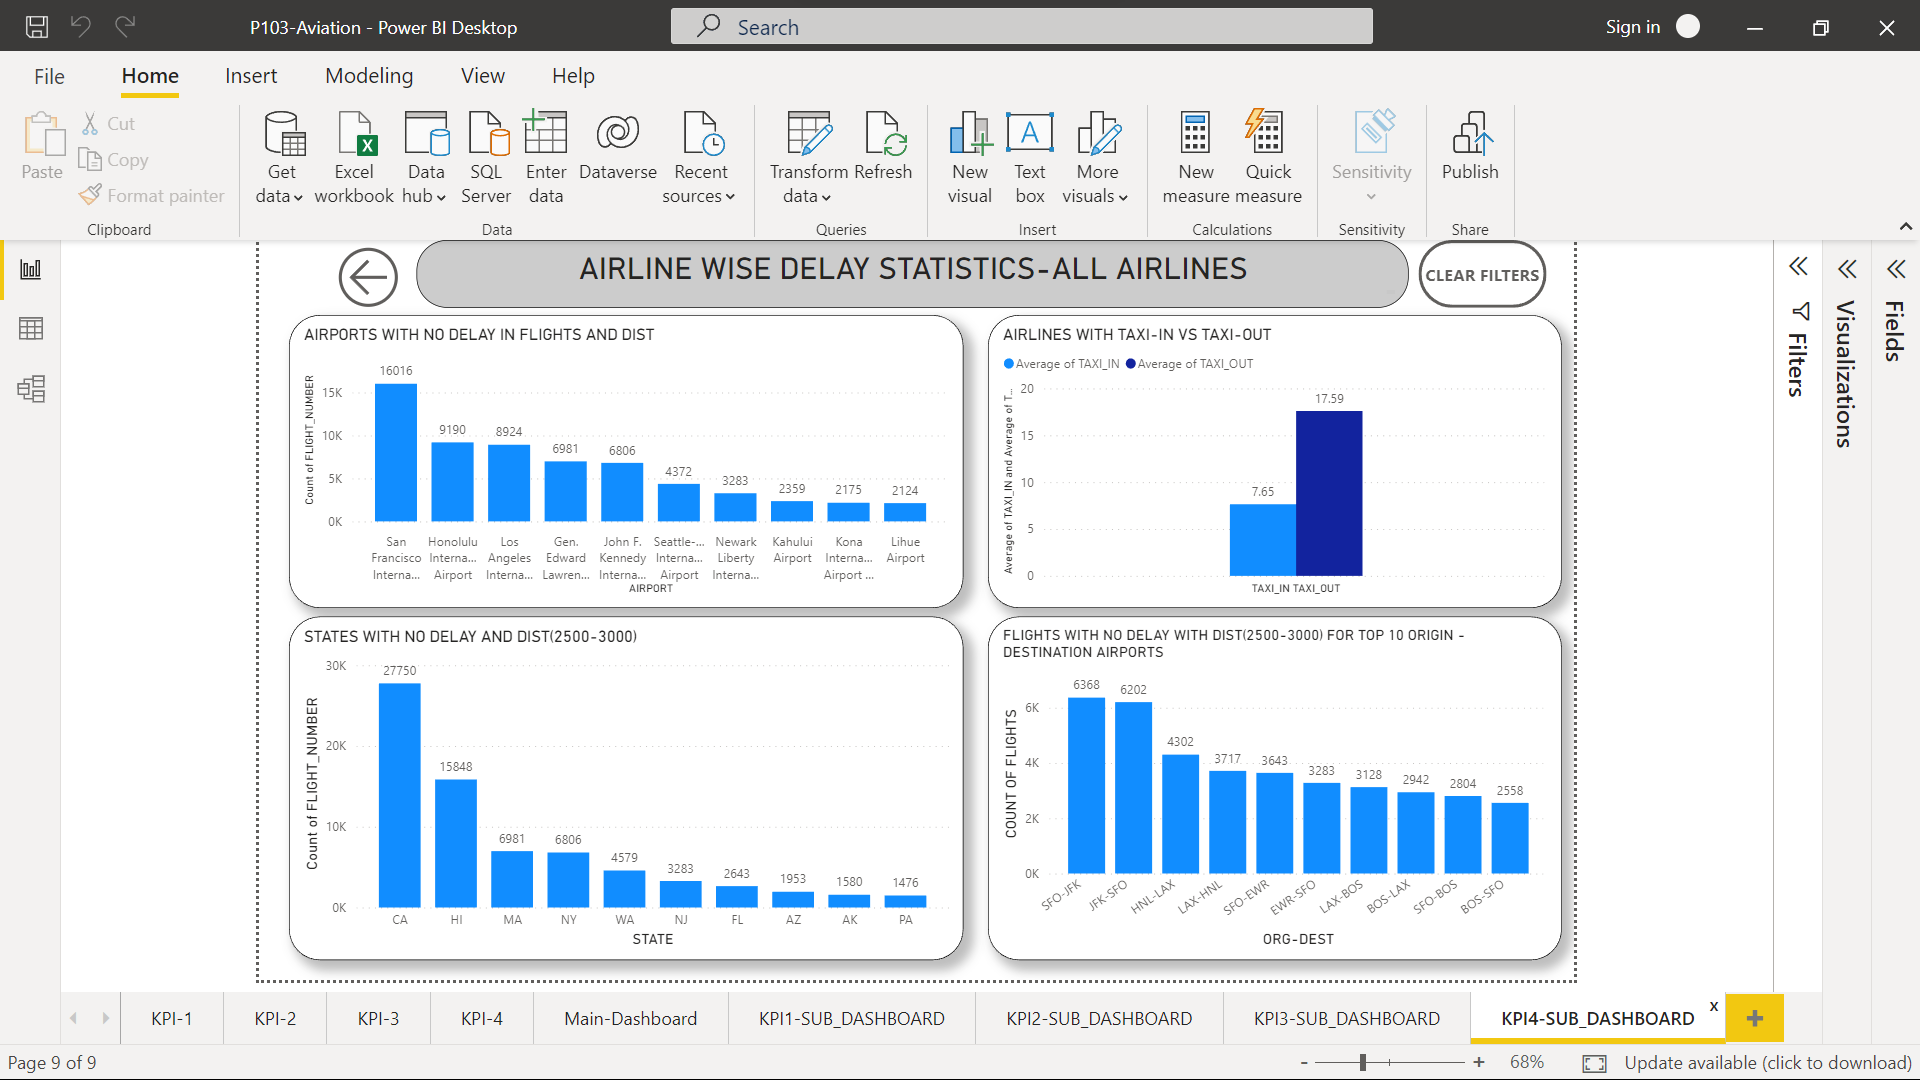 P103-Aviation - Power BI Desktop
Search
Sign in
File Home Insert Modeling View Help
Paste
Cut
Copy
Format painter
Clipboard
Get data
Excel workbook
Data hub
SQL Server
Enter data
Dataverse
Recent sources
Data
Transform data
Refresh
Queries
New visual
Text box
More visuals
Insert
New measure
Quick measure
Calculations
Sensitivity
Sensitivity
Publish
Share
AIRLINE WISE DELAY STATISTICS-ALL AIRLINES
CLEAR FILTERS
Filters
Visualizations
Fields
AIRPORTS WITH NO DELAY IN FLIGHTS AND DIST
Count of FLIGHT_NUMBER
15K
10K
5K
0K
16016 9190 8924 6981 6806 4372 3283 2359 2175 2124
San Honolulu Los Gen. John F. Seattle-... Newark Kahului Kona Lihue
Francisco Interna... Angeles Edward Kennedy Interna... Liberty Airport Interna... Airport
Interna... Airport Interna... Lawren... Interna... Airport Interna... Airport ...
AIRPORT
AIRLINES WITH TAXI-IN VS TAXI-OUT
Average of TAXI_IN Average of TAXI_OUT
Average of TAXI_IN and Average of T...
20
15
10
5
0
7.65 17.59
TAXI_IN TAXI_OUT
STATES WITH NO DELAY AND DIST(2500-3000)
Count of FLIGHT_NUMBER
30K
20K
10K
0K
27750 15848 6981 6806 4579 3283 2643 1953 1580 1476
CA HI MA NY WA NJ FL AZ AK PA
STATE
FLIGHTS WITH NO DELAY WITH DIST(2500-3000) FOR TOP 10 ORIGIN -
DESTINATION AIRPORTS
COUNT OF FLIGHTS
6K
4K
2K
0K
6368 6202 4302 3717 3643 3283 3128 2942 2804 2558
SFO-JFK JFK-SFO HNL-LAX LAX-HNL SFO-EWR EWR-SFO LAX-BOS BOS-LAX SFO-BOS BOS-SFO
ORG-DEST
KPI-1 KPI-2 KPI-3 KPI-4 Main-Dashboard KPI1-SUB_DASHBOARD KPI2-SUB_DASHBOARD KPI3-SUB_DASHBOARD KPI4-SUB_DASHBOARD x +
Page 9 of 9
- + 68%
Update available (click to download)